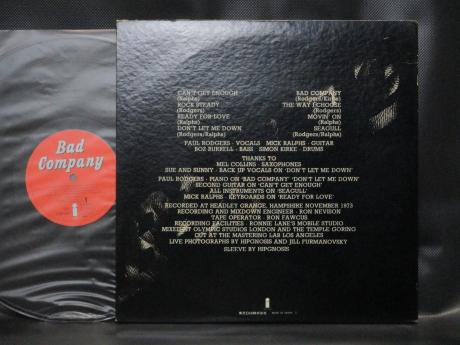 Bad
Company
CAN'T GET ENOUGH
(Ralphs)
ROCK STEADY
(Rodgers)
READY FOR LOVE
(Ralphs)
DON'T LET ME DOWN
(Rodgers/Ralphs)
BAD COMPANY
(Rodgers/Kirke)
THE WAY I CHOOSE
(Rodgers)
MOVIN' ON
(Ralphs)
SEAGULL
(Rodgers/Ralphs)
PAUL RODGERS · VOCALS MICK RALPHS · GUITAR
BOZ BURRELL · BASS SIMON KIRKE · DRUMS
THANKS TO
MEL COLLINS · SAXOPHONES
SUE AND SUNNY · BACK UP VOCALS ON 'DON'T LET ME DOWN'
PAUL RODGERS · PIANO ON 'BAD COMPANY' 'DON'T LET ME DOWN'
SECOND GUITAR ON 'CAN'T GET ENOUGH'
ALL INSTRUMENTS ON 'SEAGULL'
MICK RALPHS · KEYBOARDS ON 'READY FOR LOVE'
RECORDED AT HEADLEY GRANGE, HAMPSHIRE NOVEMBER 1973
RECORDING AND MIXDOWN ENGINEER · RON NEVISON
TAPE OPERATOR · RON FAWCUS
RECORDING FACILITIES · RONNIE LANE'S MOBILE STUDIO
MIXED AT OLYMPIC STUDIOS LONDON AND THE TEMPLE GORING
CUT AT THE MASTERING LAB LOS ANGELES
LIVE PHOTOGRAPHS BY HIPGNOSIS AND JILL FURMANOVSKY
SLEEVE BY HIPGNOSIS